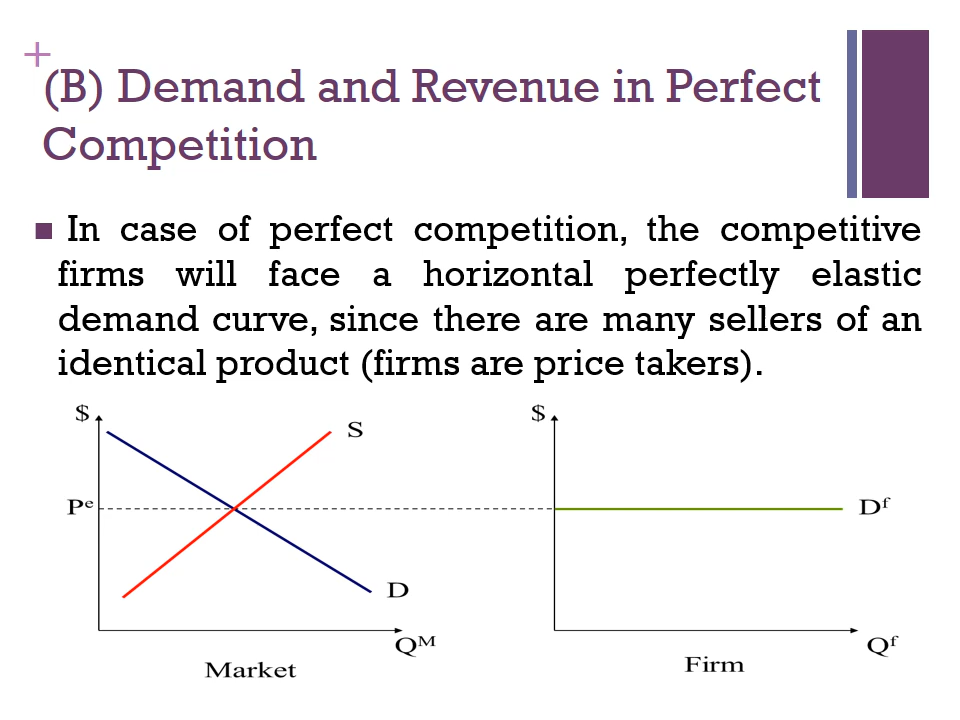 +
(B) Demand and Revenue in Perfect
Competition
■ In case of perfect competition, the competitive
firms will face a horizontal perfectly elastic
demand curve, since there are many sellers of an
identical product (firms are price takers).
$
S
$
Pᵉ
Dᶠ
D
Qᴹ
Qᶠ
Market
Firm